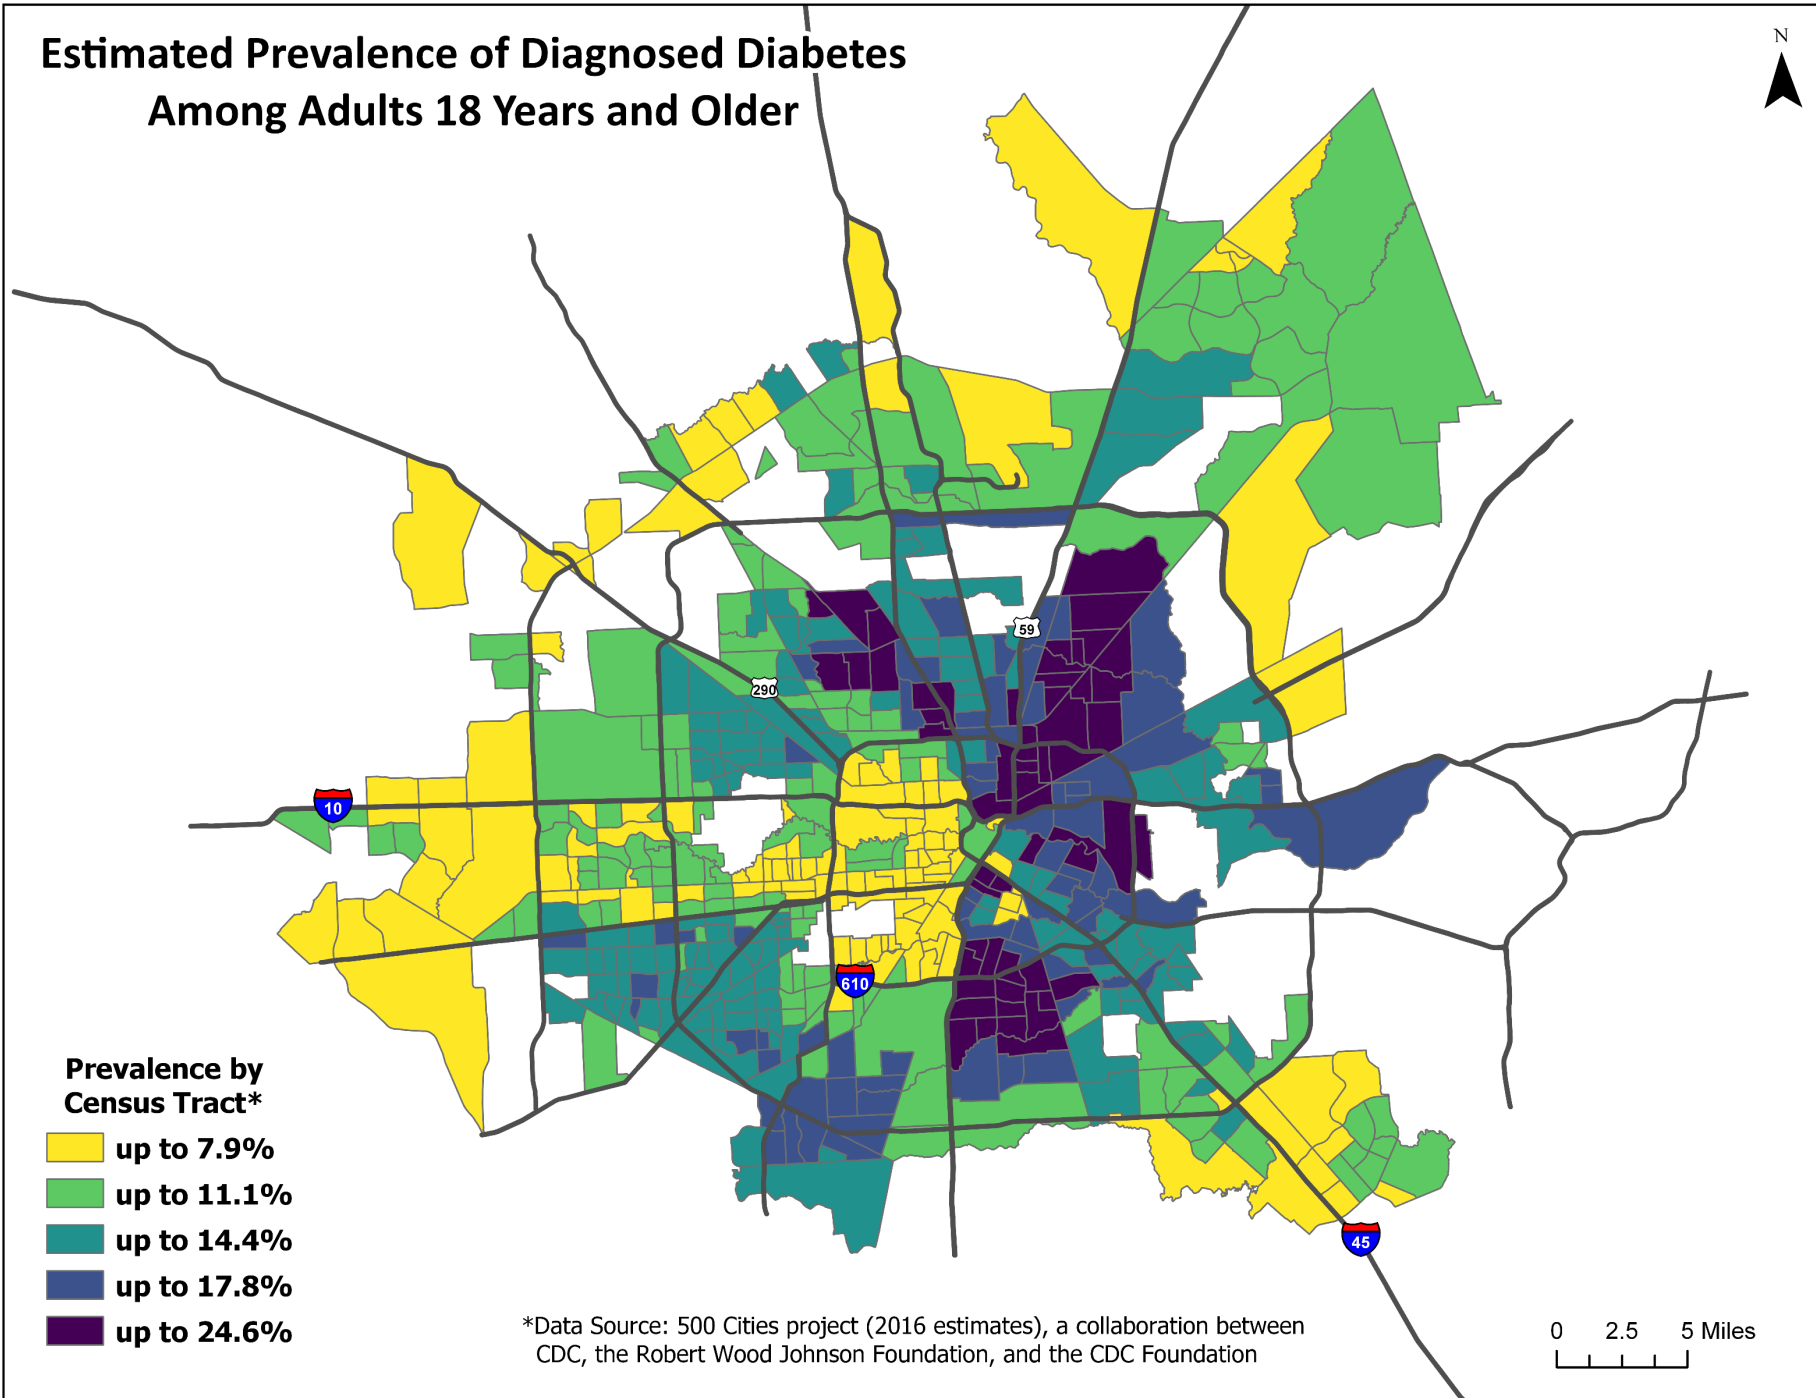 Estimated Prevalence of Diagnosed Diabetes
Among Adults 18 Years and Older
N
59
290
10
610
45
Prevalence by
Census Tract*
up to 7.9%
up to 11.1%
up to 14.4%
up to 17.8%
up to 24.6%
*Data Source: 500 Cities project (2016 estimates), a collaboration between
CDC, the Robert Wood Johnson Foundation, and the CDC Foundation
0 2.5 5 Miles